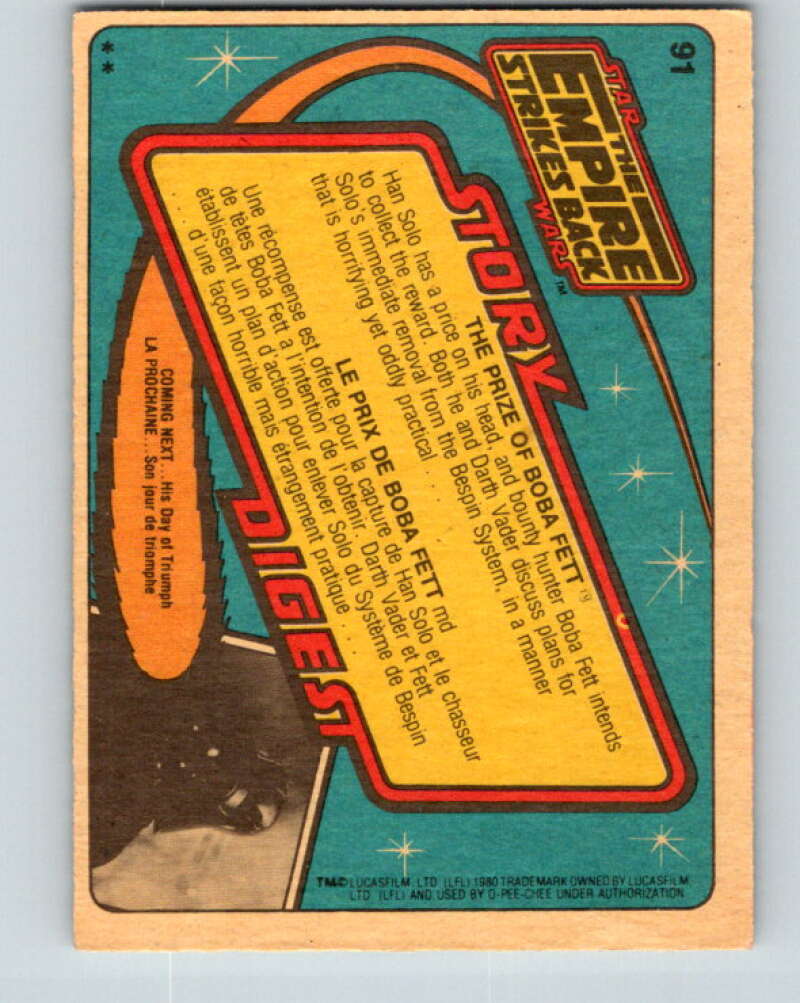 91
STAR
THE
EMPIRE
STRIKES BACK
WARS™
STORY
THE PRIZE OF BOBA FETT™
Han Solo has a price on his head, and bounty hunter Boba Fett intends
to collect the reward. Both he and Darth Vader discuss plans for
Solo's immediate removal from the Bespin System, in a manner
that is horrifying yet oddly practical . . .
LE PRIX DE BOBA FETT md
Une récompense est offerte pour la capture de Han Solo et le chasseur
de têtes Boba Fett a l'intention de l'obtenir. Darth Vader et Fett
établissent un plan d'action pour enlever Solo du Système de Bespin
d'une façon horrible mais étrangement pratique . . .
DIGEST
COMING NEXT... His Day of Triumph
LA PROCHAINE... Son jour de triomphe
**
TM© LUCASFILM, LTD. (LFL) 1980 TRADEMARK OWNED BY LUCASFILM,
LTD. (LFL) AND USED BY O-PEE-CHEE UNDER AUTHORIZATION.